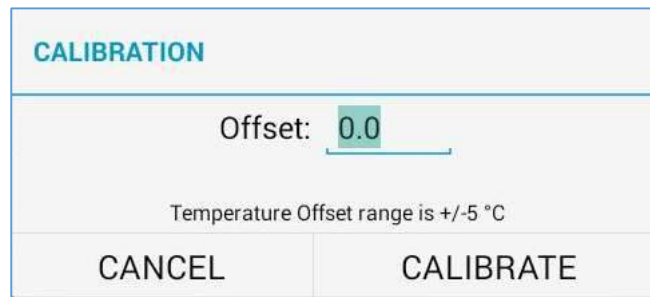 CALIBRATION
Offset: 0.0
Temperature Offset range is +/-5 °C
CANCEL CALIBRATE